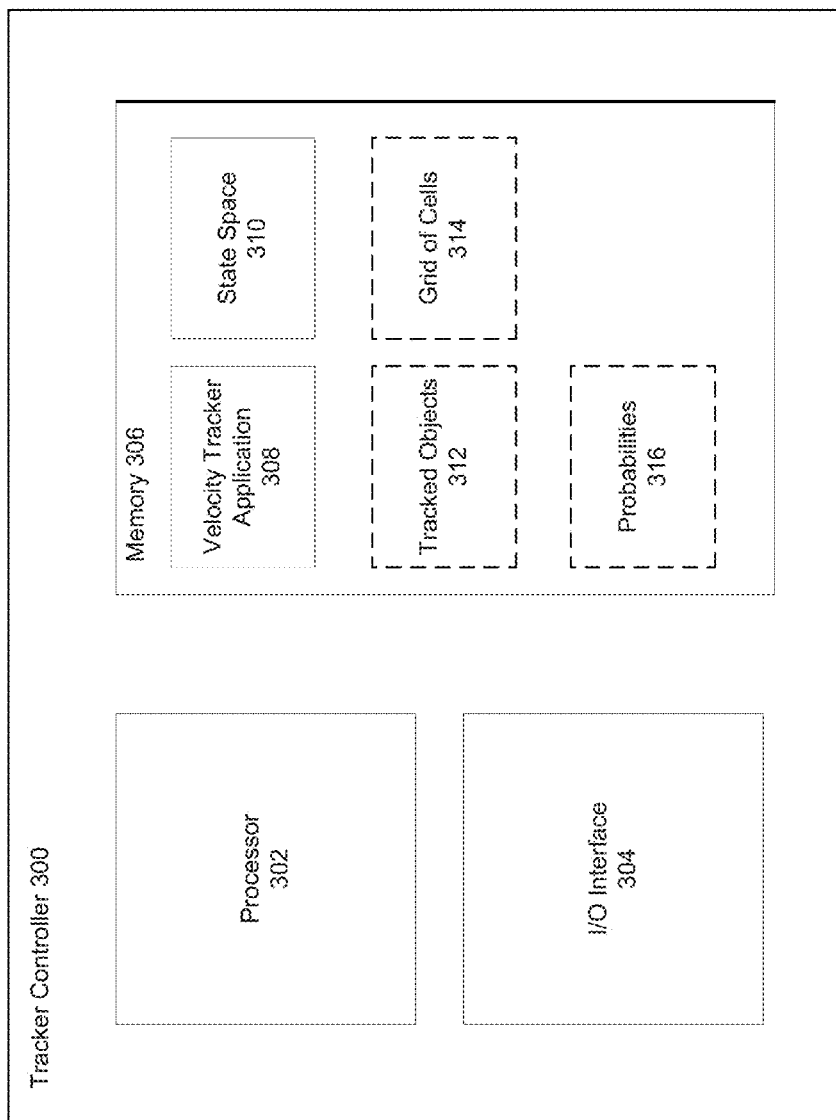 Tracker Controller 300
Processor
302
I/O Interface
304
Memory 306
Velocity Tracker
Application
308
State Space
310
Tracked Objects
312
Grid of Cells
314
Probabilities
316